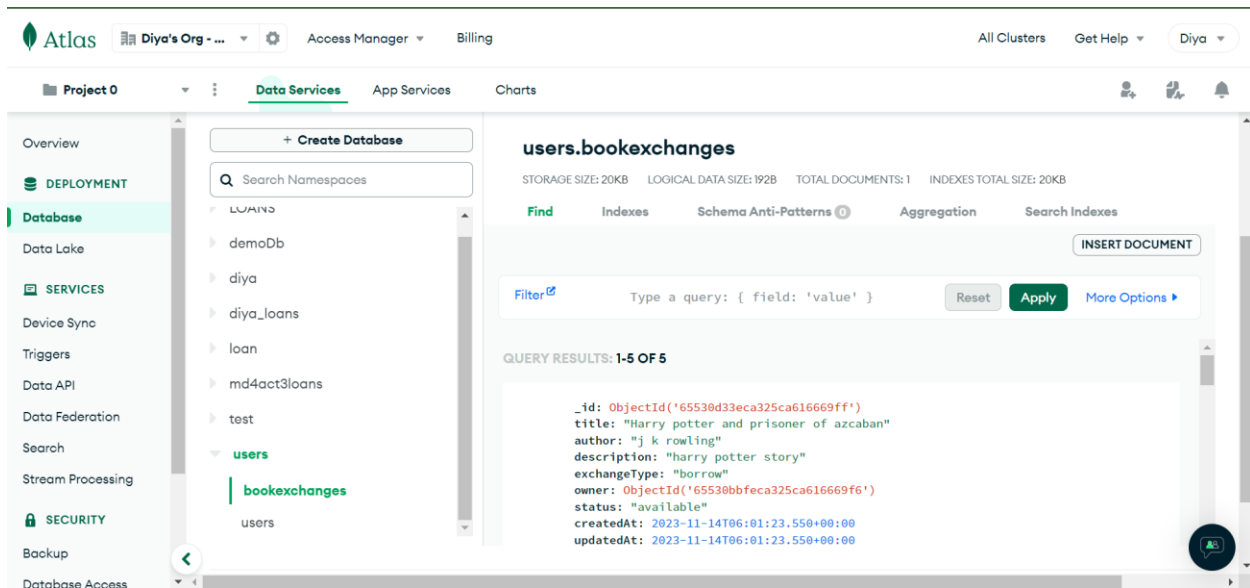 Atlas Diya's Org - ... Access Manager Billing All Clusters Get Help Diya
Project 0 Data Services App Services Charts
Overview
DEPLOYMENT
Database
Data Lake
SERVICES
Device Sync
Triggers
Data API
Data Federation
Search
Stream Processing
SECURITY
Backup
Database Access
+ Create Database
Search Namespaces
LOANS
demoDb
diya
diya_loans
loan
md4act3loans
test
users
bookexchanges
users
users.bookexchanges
STORAGE SIZE: 20KB LOGICAL DATA SIZE: 192B TOTAL DOCUMENTS: 1 INDEXES TOTAL SIZE: 20KB
Find Indexes Schema Anti-Patterns 0 Aggregation Search Indexes
INSERT DOCUMENT
Filter Type a query: { field: 'value' } Reset Apply More Options
QUERY RESULTS: 1-5 OF 5
_id: ObjectId('65530d33eca325ca616669ff')
title: "Harry potter and prisoner of azcaban"
author: "j k rowling"
description: "harry potter story"
exchangeType: "borrow"
owner: ObjectId('65530bbfeca325ca616669f6')
status: "available"
createdAt: 2023-11-14T06:01:23.550+00:00
updatedAt: 2023-11-14T06:01:23.550+00:00